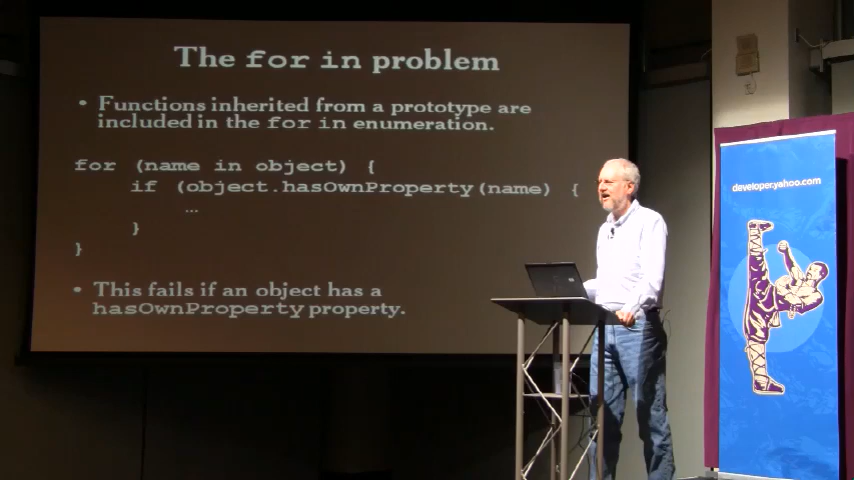 The for in problem
• Functions inherited from a prototype are
included in the for in enumeration.
for (name in object) {
if (object.hasOwnProperty(name) {
...
}
}
• This fails if an object has a
hasOwnProperty property.
developer.yahoo.com